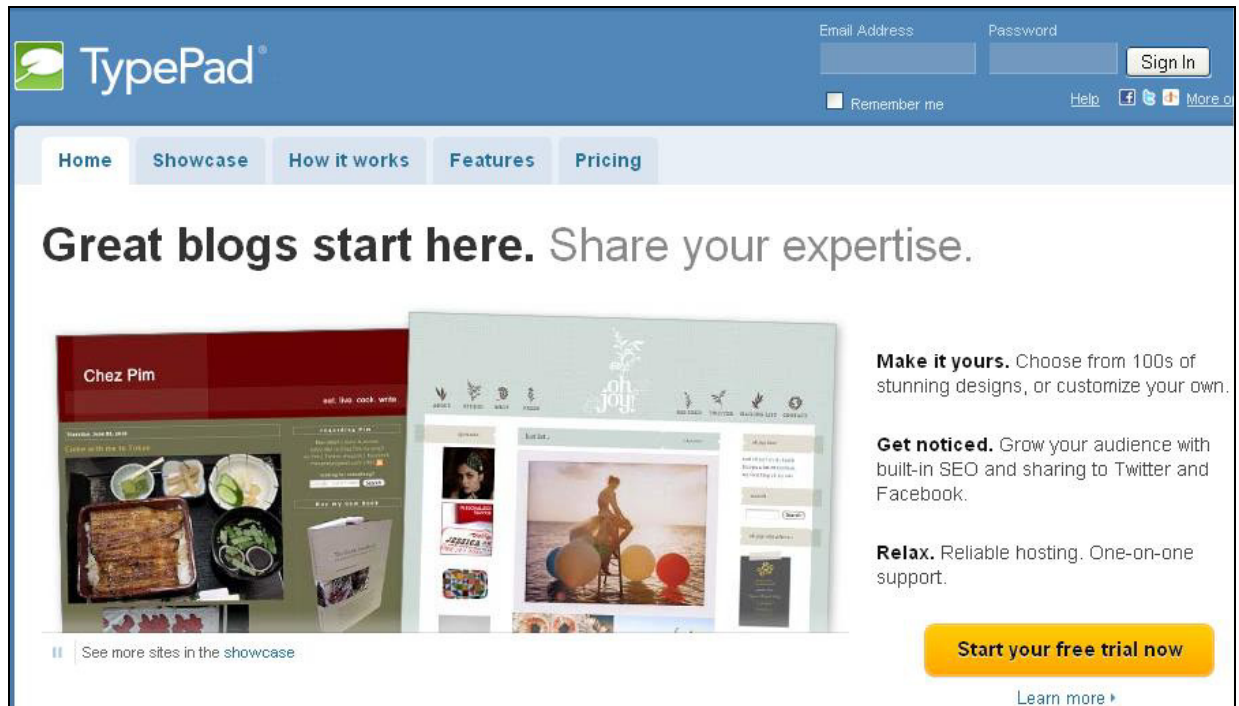 Email Address
Password
TypePad®
Sign In
Remember me
Help
More o
Home
Showcase
How it works
Features
Pricing
Great blogs start here. Share your expertise.
Chez Pim
eat. live. cook. write
Make it yours. Choose from 100s of
stunning designs, or customize your own.
oh
joy!
Get noticed. Grow your audience with
built-in SEO and sharing to Twitter and
Facebook.
Relax. Reliable hosting. One-on-one
support.
See more sites in the showcase
Start your free trial now
Learn more